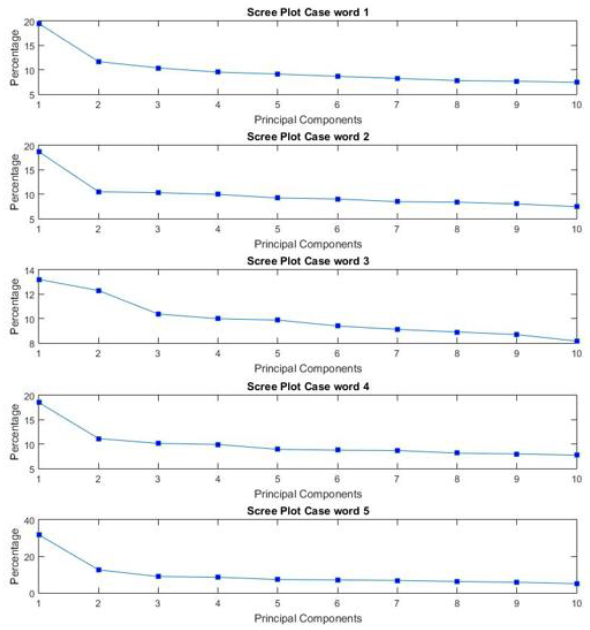 Scree Plot Case word 1
Percentage
20
15
10
5
1 2 3 4 5 6 7 8 9 10
Principal Components
Scree Plot Case word 2
Percentage
20
15
10
5
1 2 3 4 5 6 7 8 9 10
Principal Components
Scree Plot Case word 3
Percentage
14
12
10
8
1 2 3 4 5 6 7 8 9 10
Principal Components
Scree Plot Case word 4
Percentage
20
15
10
5
1 2 3 4 5 6 7 8 9 10
Principal Components
Scree Plot Case word 5
Percentage
40
20
0
1 2 3 4 5 6 7 8 9 10
Principal Components